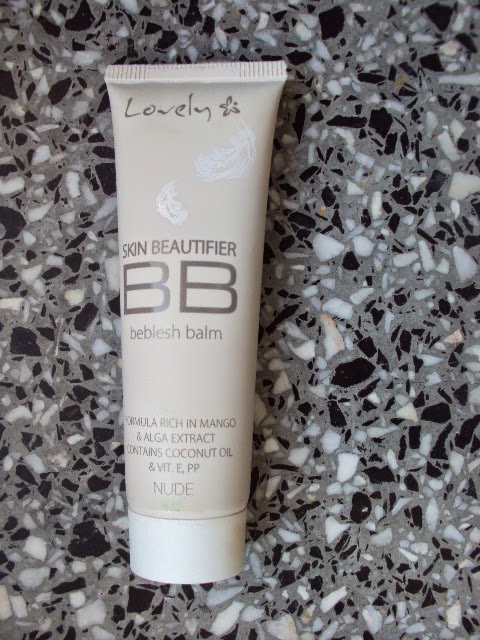 Lovely
SKIN BEAUTIFIER
BB
beblesh balm
FORMULA RICH IN MANGO
& ALGA EXTRACT
CONTAINS COCONUT OIL
& VIT. E, PP
NUDE